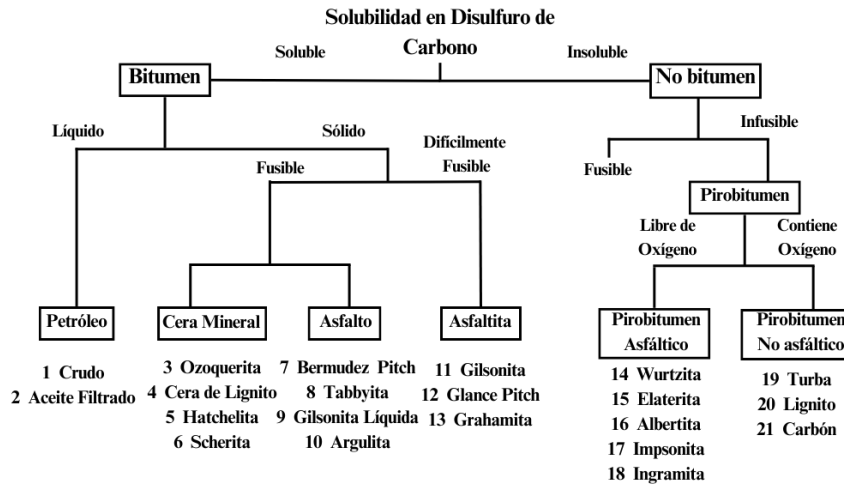 Solubilidad en Disulfuro de
Carbono
Soluble
Insoluble
Bitumen
No bitumen
Líquido
Sólido
Difícilmente
Fusible
Infusible
Fusible
Fusible
Pirobitumen
Libre de
Oxígeno
Contiene
Oxígeno
Petróleo
Cera Mineral
Asfalto
Asfaltita
Pirobitumen
Asfáltico
Pirobitumen
No asfáltico
1 Crudo
2 Aceite Filtrado
3 Ozoquerita
4 Cera de Lignito
5 Hatchelita
6 Scherita
7 Bermudez Pitch
8 Tabbyita
9 Gilsonita Líquida
10 Argulita
11 Gilsonita
12 Glance Pitch
13 Grahamita
14 Wurtzita
15 Elaterita
16 Albertita
17 Impsonita
18 Ingramita
19 Turba
20 Lignito
21 Carbón